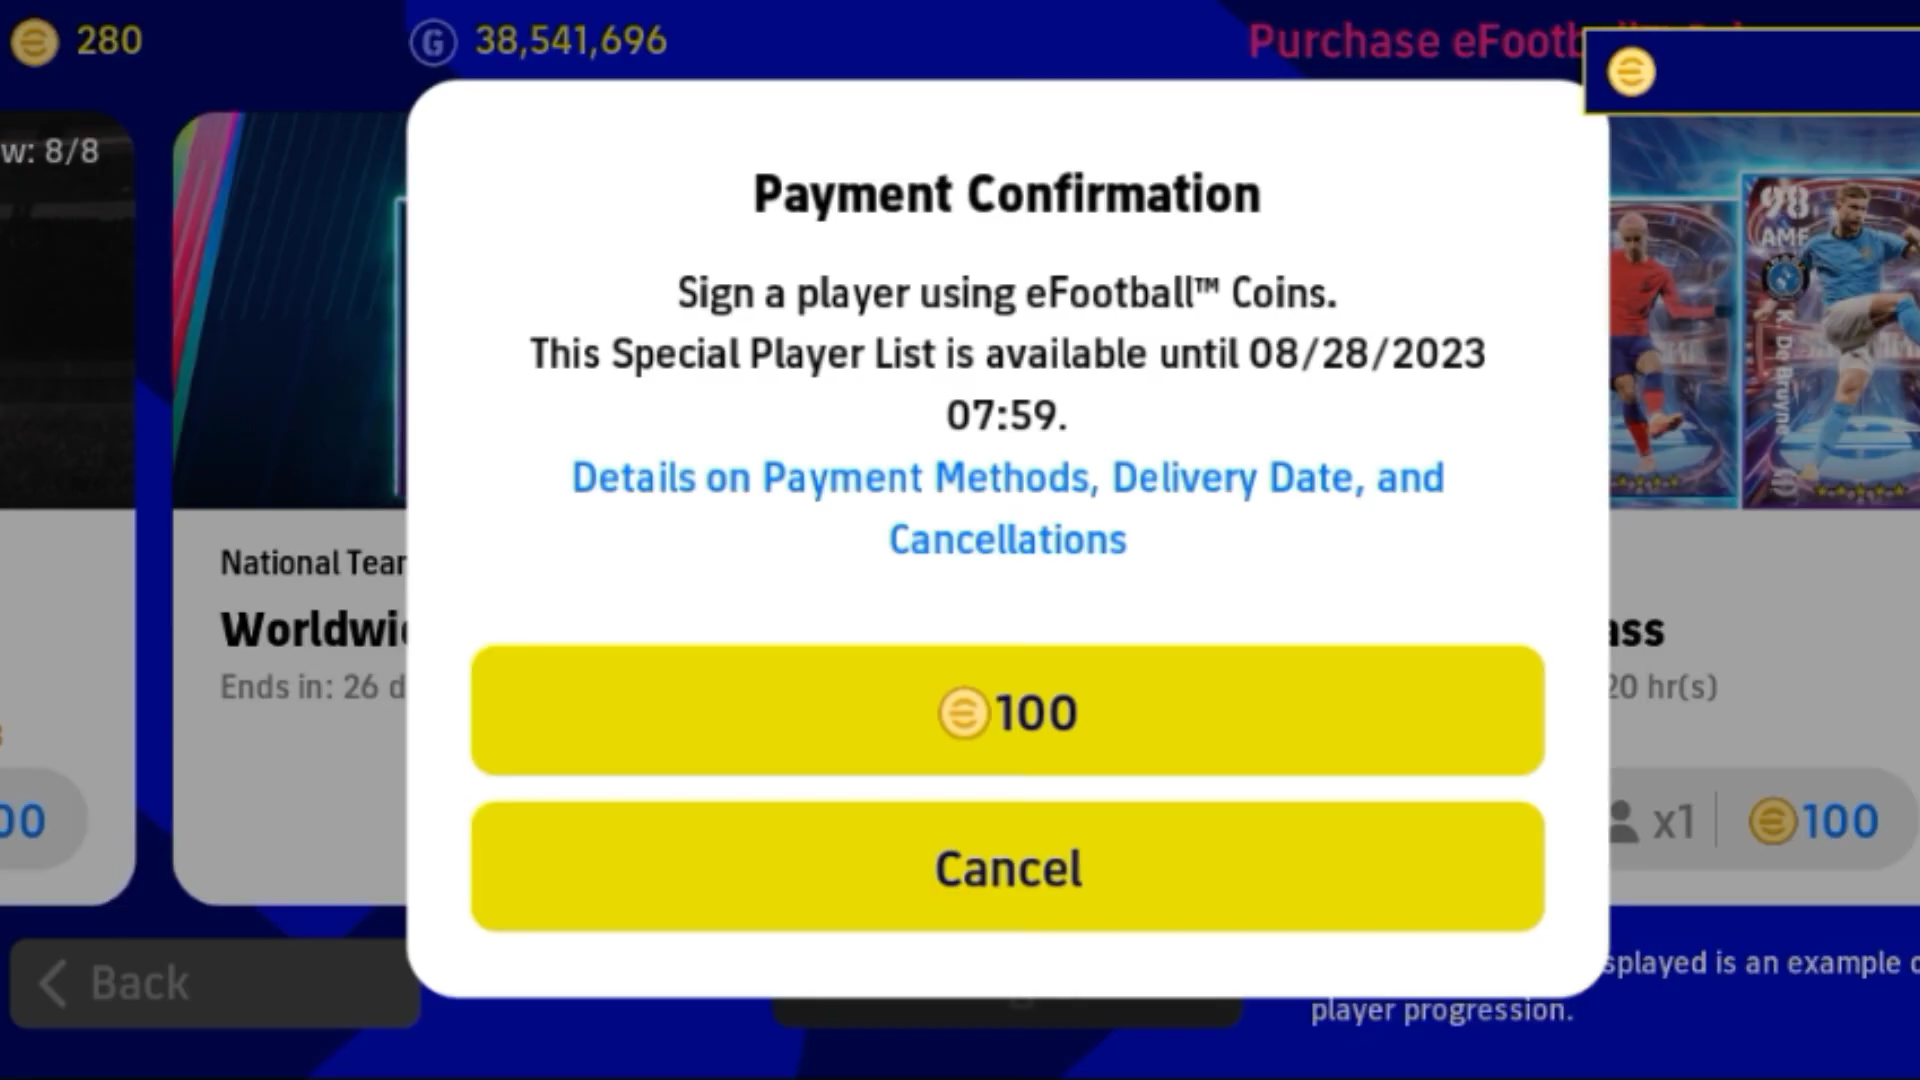 280
38,541,696
Purchase eFootb
w: 8/8
Payment Confirmation
Sign a player using eFootball™ Coins.
This Special Player List is available until 08/28/2023
07:59.
Details on Payment Methods, Delivery Date, and
Cancellations
98
AMF
K. De Bruyne
National Tear
Worldwi
Ends in: 26 d
ass
20 hr(s)
100
Cancel
00
x1
100
Back
splayed is an example o
player progression.